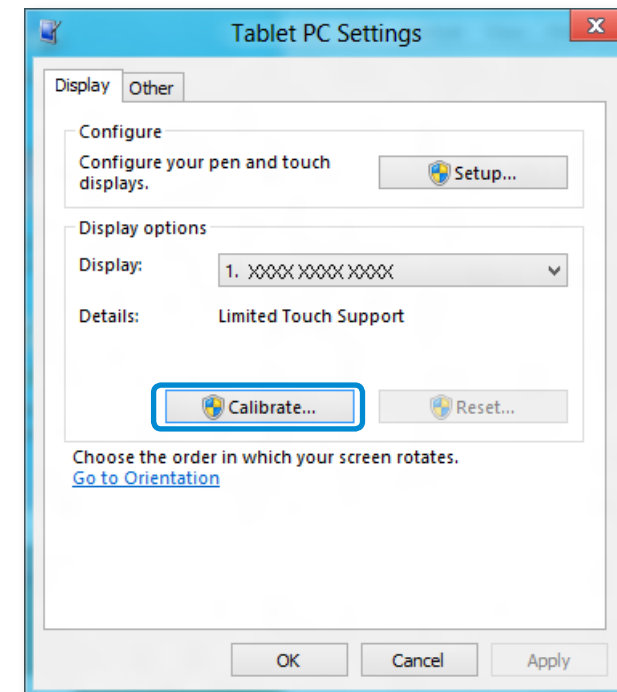 Tablet PC Settings
x
Display Other
Configure
Configure your pen and touch
displays.
Setup...
Display options
Display: 1. XXXX XXXX XXXX
Details: Limited Touch Support
Calibrate... Reset...
Choose the order in which your screen rotates.
Go to Orientation
OK Cancel Apply